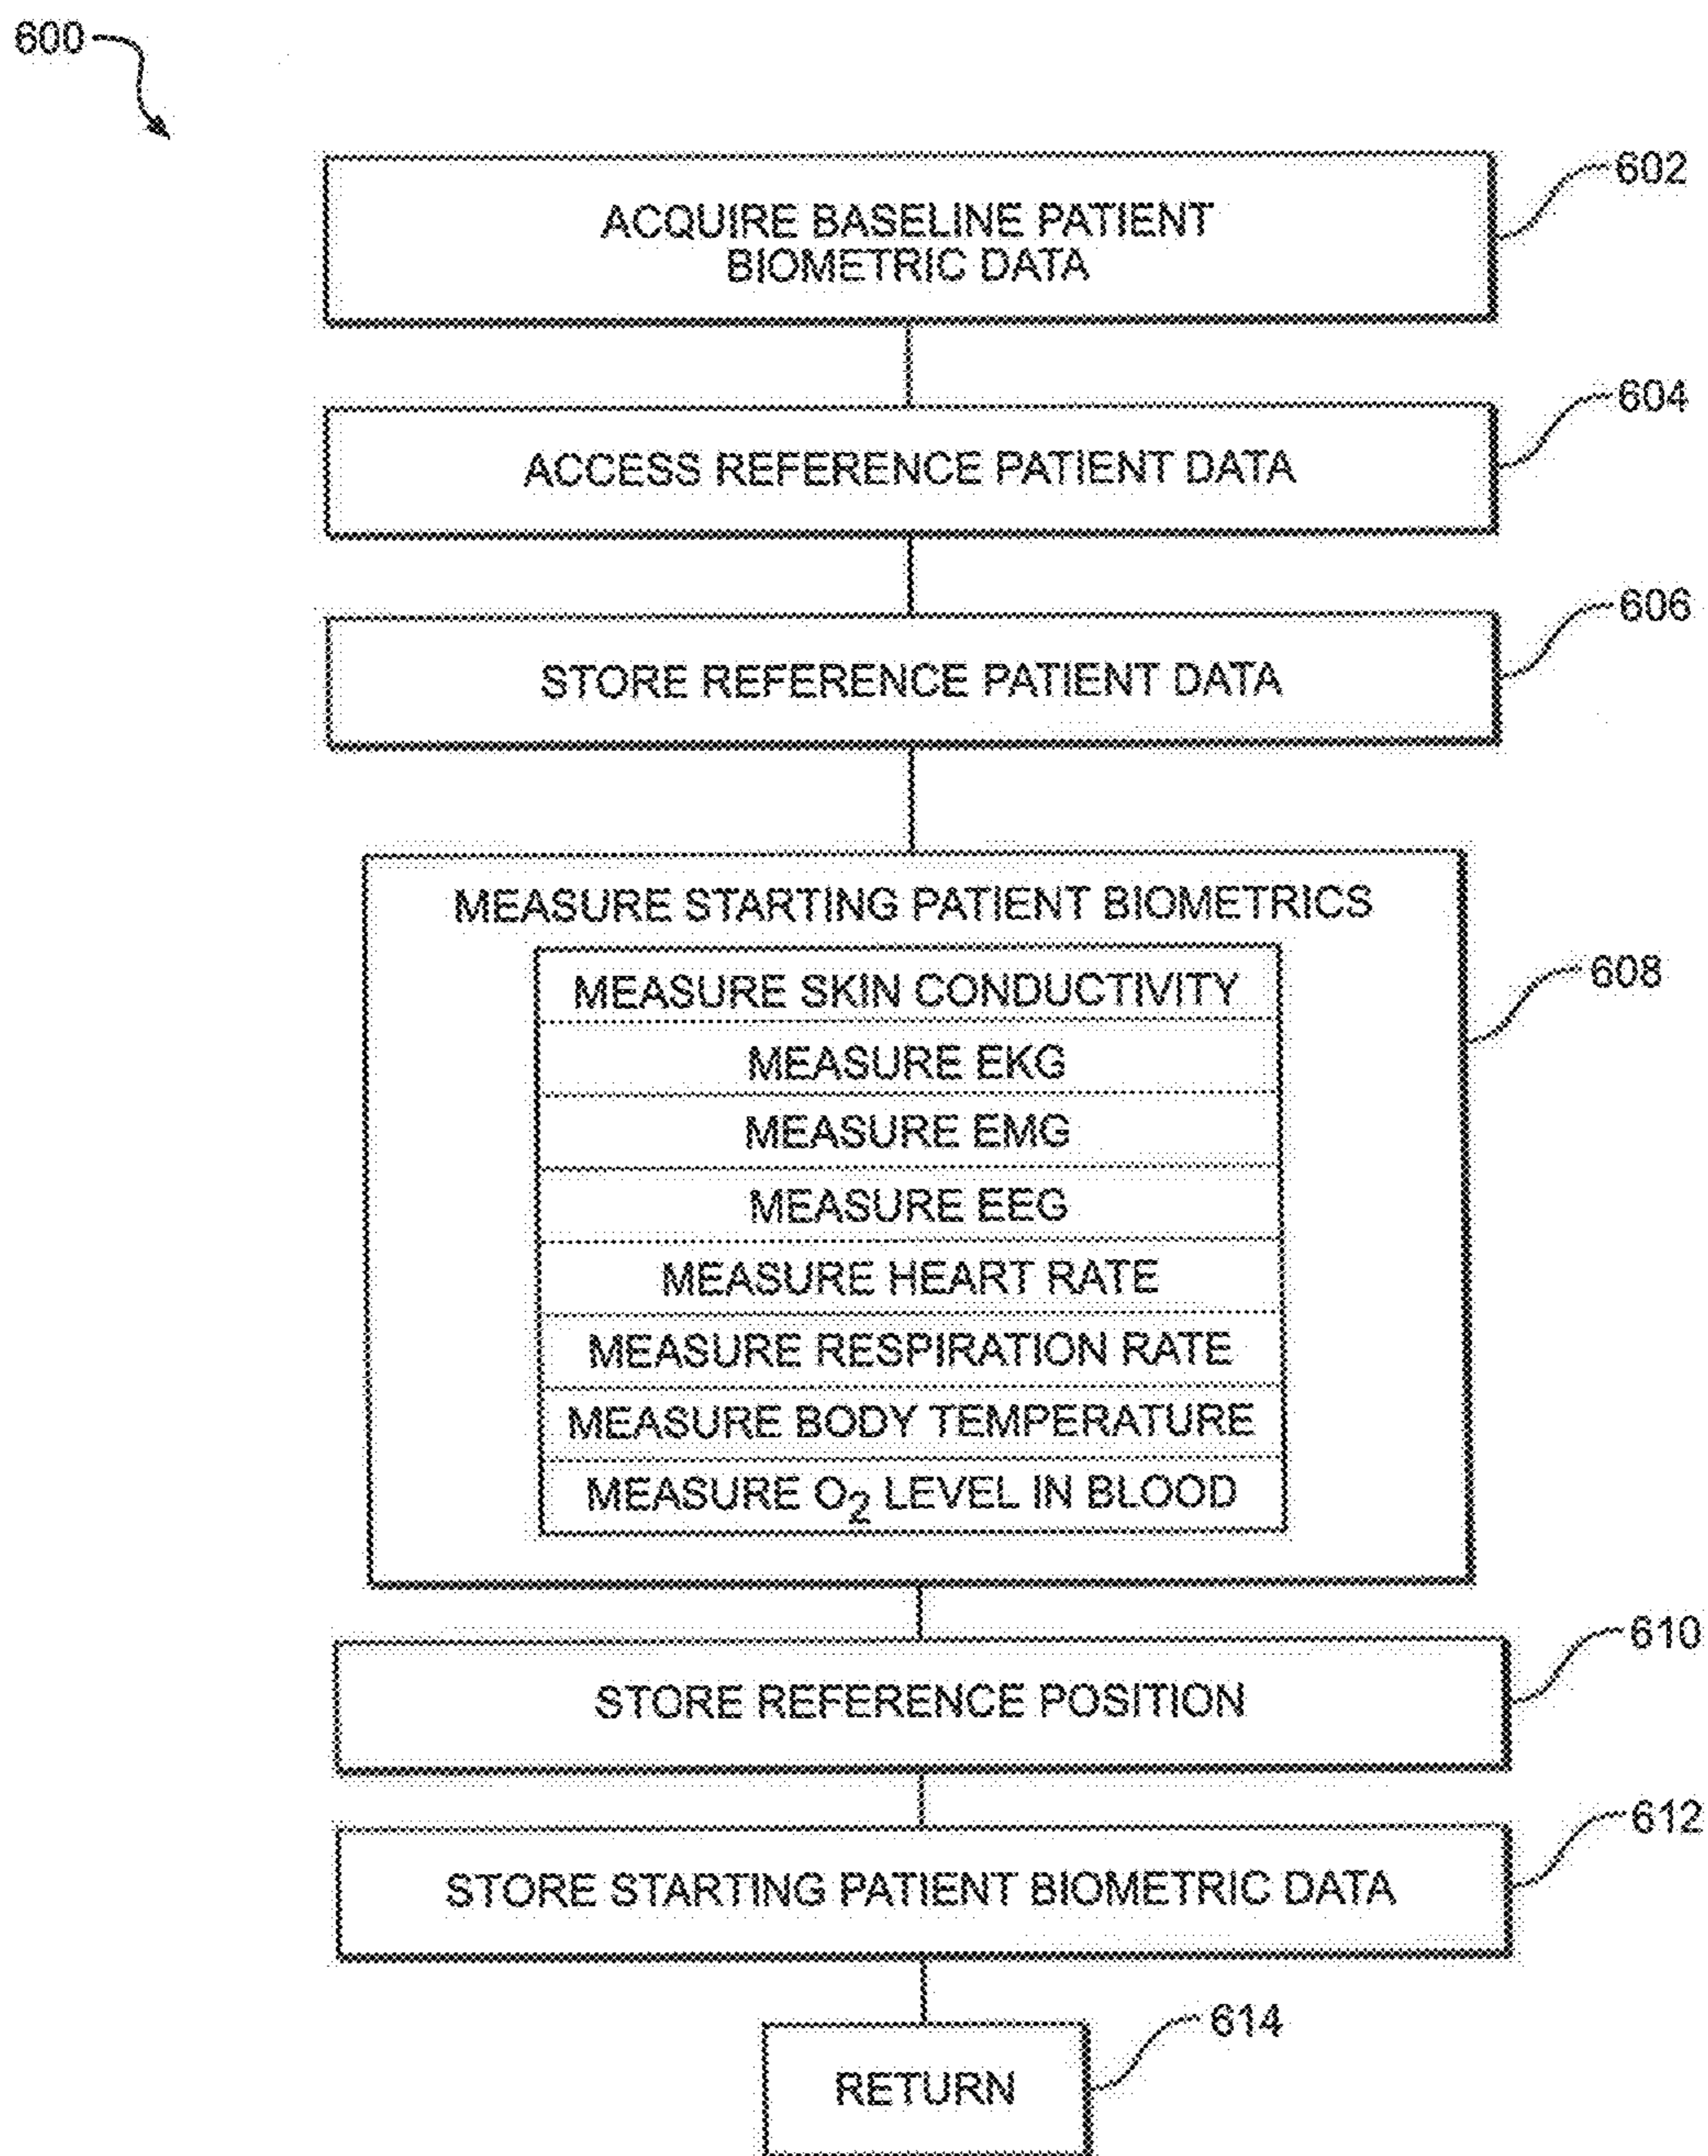 600
602
ACQUIRE BASELINE PATIENT
BIOMETRIC DATA
604
ACCESS REFERENCE PATIENT DATA
606
STORE REFERENCE PATIENT DATA
MEASURE STARTING PATIENT BIOMETRICS
608
MEASURE SKIN CONDUCTIVITY
MEASURE EKG
MEASURE EMG
MEASURE EEG
MEASURE HEART RATE
MEASURE RESPIRATION RATE
MEASURE BODY TEMPERATURE
MEASURE O₂ LEVEL IN BLOOD
610
STORE REFERENCE POSITION
612
STORE STARTING PATIENT BIOMETRIC DATA
614
RETURN